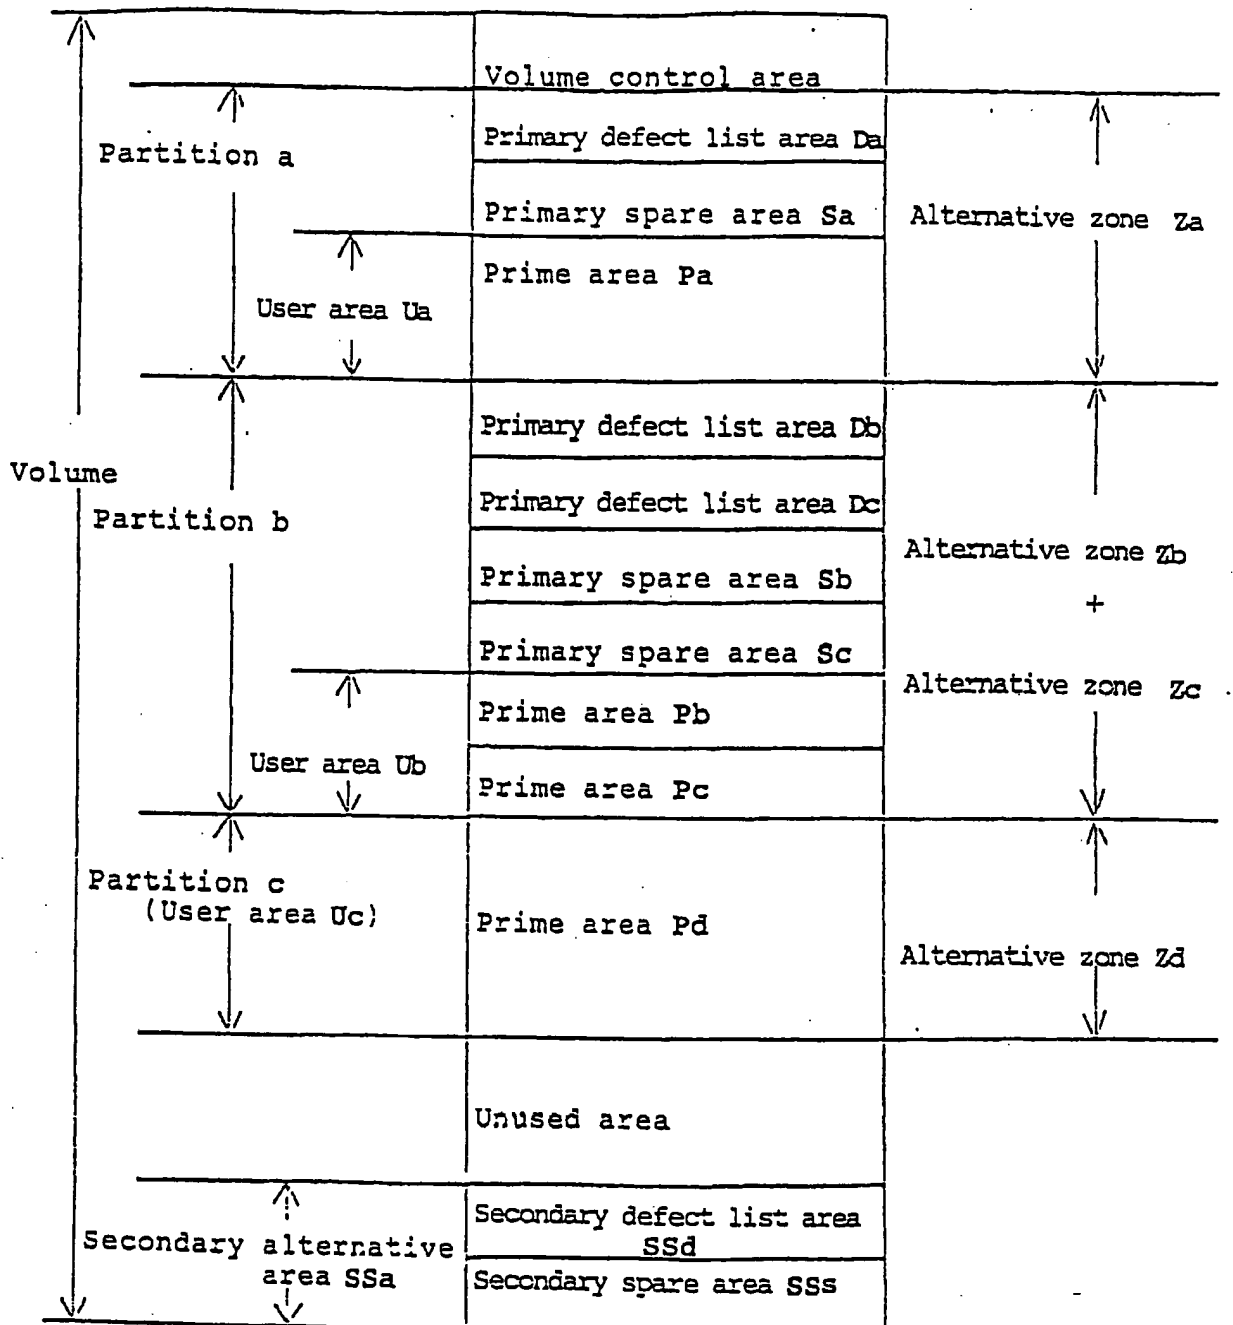 Volume control area
Primary defect list area Da
Partition a
Primary spare area Sa
Alternative zone Za
Prime area Pa
User area Ua
Primary defect list area Db
Volume
Primary defect list area Dc
Partition b
Alternative zone Zb
Primary spare area Sb
+
Primary spare area Sc
Alternative zone Zc
Prime area Pb
User area Ub
Prime area Pc
Partition c
(User area Uc)
Prime area Pd
Alternative zone Zd
Unused area
Secondary defect list area
SSd
Secondary alternative
area SSa
Secondary spare area SSs